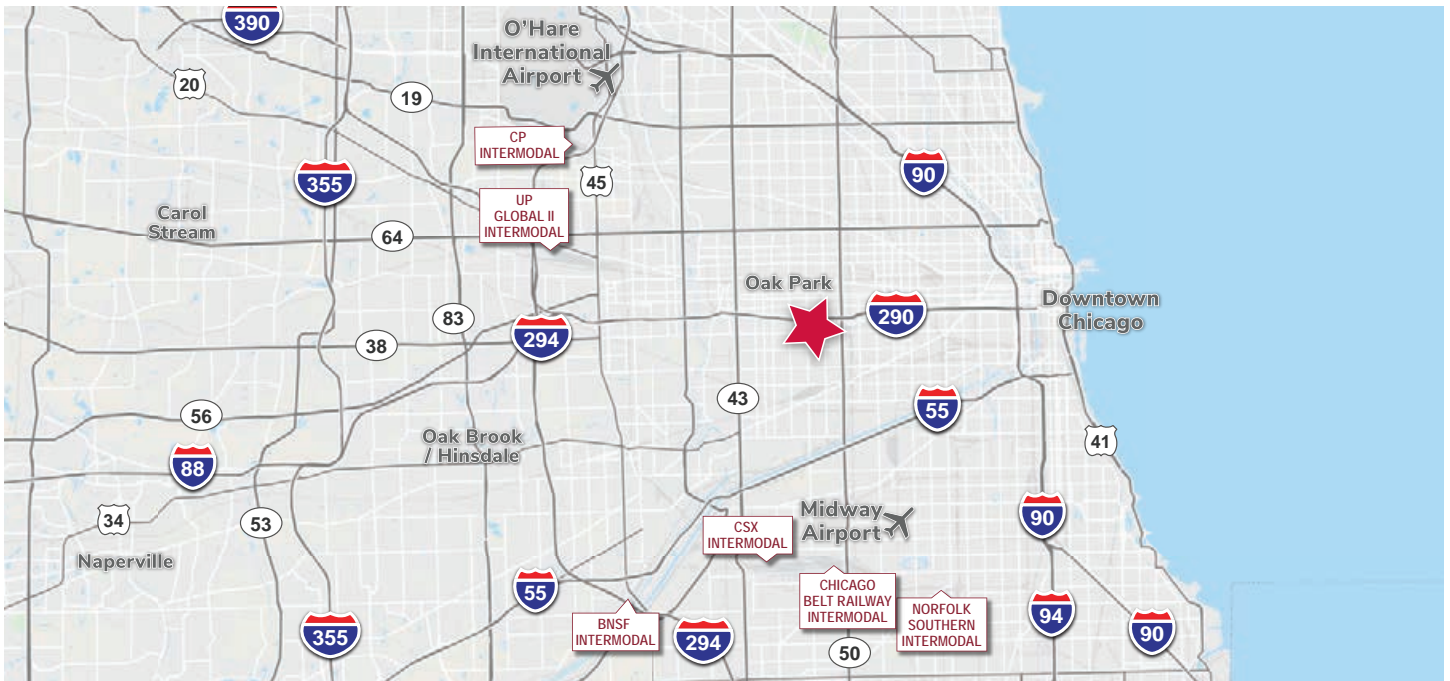 390
O'Hare
International
Airport
20
19
CP
INTERMODAL
90
355
45
UP
GLOBAL II
INTERMODAL
Carol
Stream
64
Oak Park
290
Downtown
Chicago
83
294
38
43
55
56
41
Oak Brook
/ Hinsdale
88
34
53
Midway
Airport
90
CSX
INTERMODAL
Naperville
55
CHICAGO
BELT RAILWAY
INTERMODAL
NORFOLK
SOUTHERN
INTERMODAL
BNSF
INTERMODAL
94
90
355
294
50